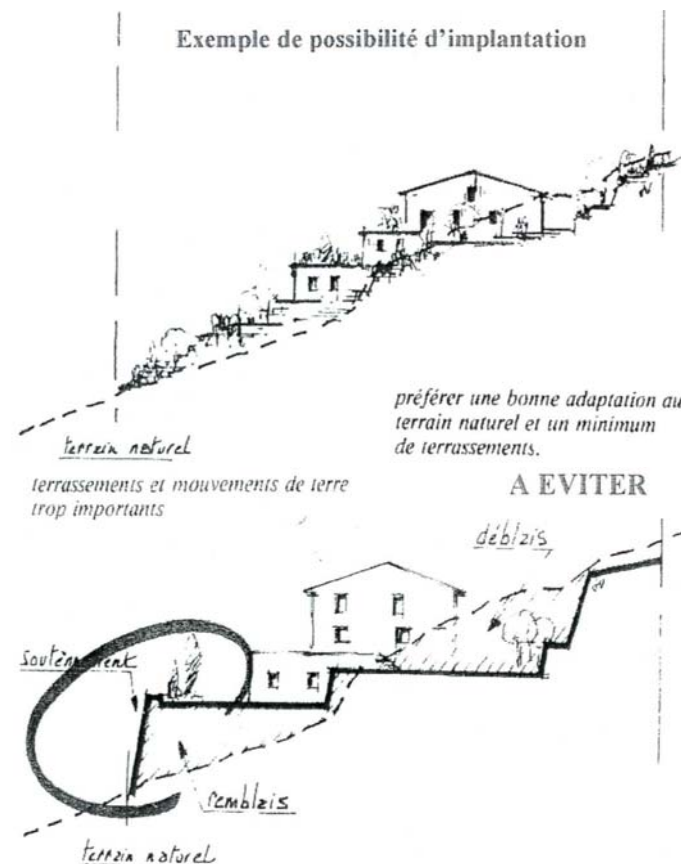 Exemple de possibilité d'implantation
préférer une bonne adaptation au
terrain naturel et un minimum
de terrassements.
terrain naturel
terrassements et mouvements de terre
trop importants
A EVITER
déblais
soutènement
remblais
terrain naturel